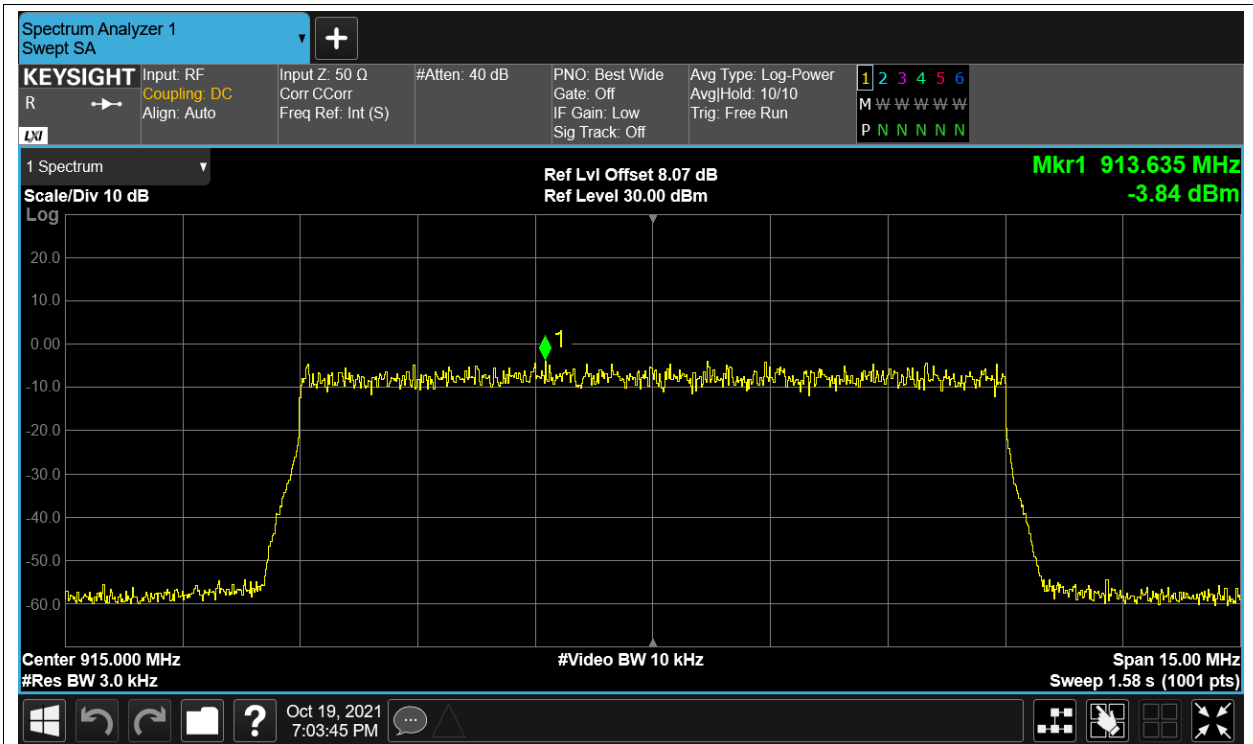 Spectrum Analyzer 1
Swept SA
KEYSIGHT
R
LXI
Input: RF
Coupling: DC
Align: Auto
Input Z: 50 Ω
Corr CCorr
Freq Ref: Int (S)
#Atten: 40 dB
PNO: Best Wide
Gate: Off
IF Gain: Low
Sig Track: Off
Avg Type: Log-Power
Avg|Hold: 10/10
Trig: Free Run
1 2 3 4 5 6
M W W W W W
P N N N N N
1 Spectrum
Scale/Div 10 dB
Log
Ref Lvl Offset 8.07 dB
Ref Level 30.00 dBm
Mkr1 913.635 MHz
-3.84 dBm
20.0
10.0
0.00
1
-10.0
-20.0
-30.0
-40.0
-50.0
-60.0
Center 915.000 MHz
#Res BW 3.0 kHz
#Video BW 10 kHz
Span 15.00 MHz
Sweep 1.58 s (1001 pts)
?
Oct 19, 2021
7:03:45 PM